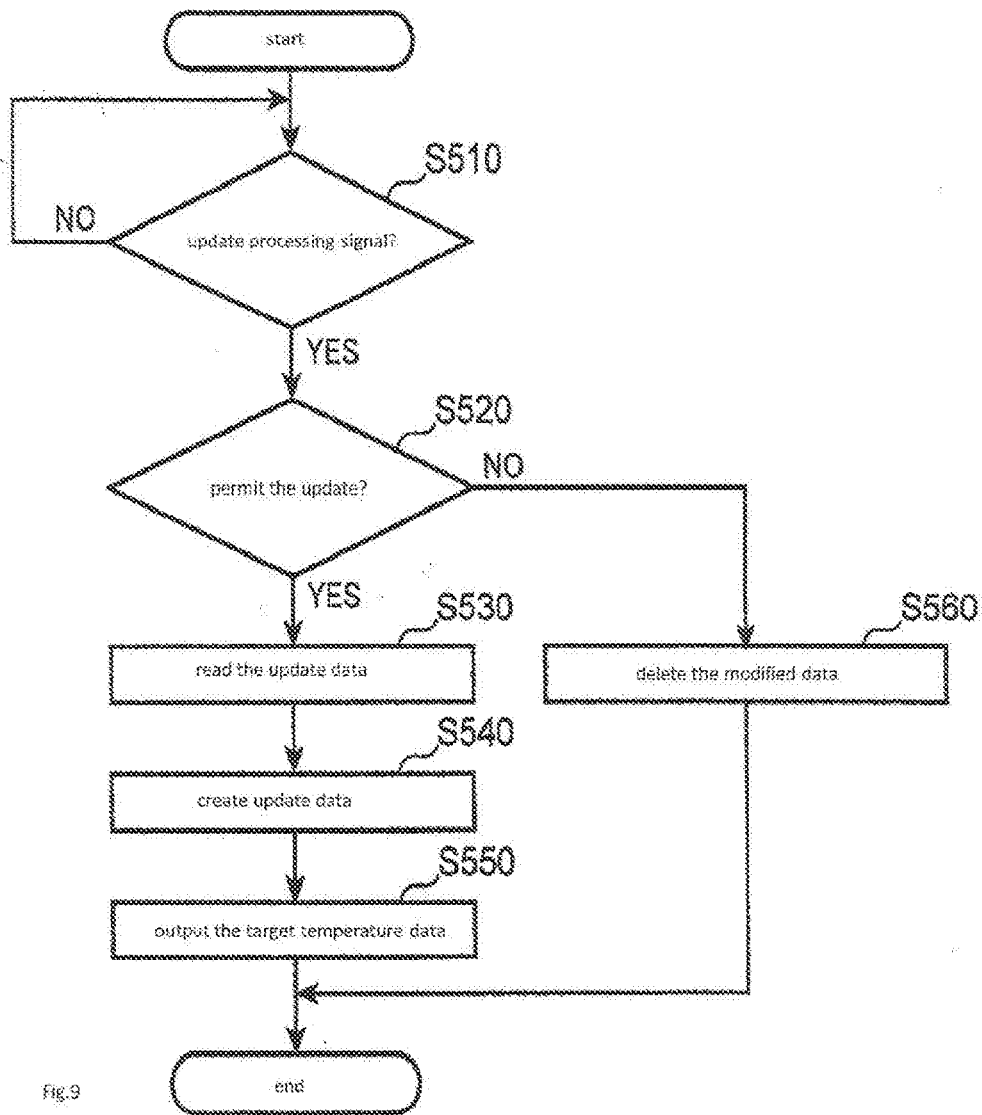 start
S510
NO
update processing signal?
YES
S520
NO
permit the update?
YES
S530
S560
read the update data
delete the modified data
S540
create update data
S550
output the target temperature data
end
Fig.9